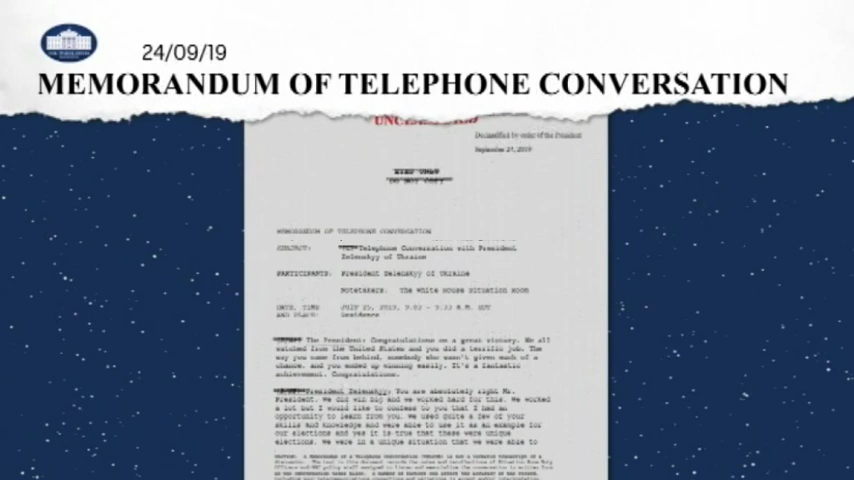 24/09/19
MEMORANDUM OF TELEPHONE CONVERSATION
Declassified by order of the President
September 24, 2019
EYES ONLY
DO NOT COPY
MEMORANDUM OF TELEPHONE CONVERSATION
SUBJECT: Telephone Conversation with President
Zelenskyy of Ukraine
PARTICIPANTS: President Zelenskyy of Ukraine
Notetakers: The White House Situation Room
DATE, TIME JULY 25, 2019, 9:03 - 9:33 A.M. EDT
AND PLACE: Residence
The President: Congratulations on a great victory. We all
watched from the United States and you did a terrific job. The
way you came from behind, somebody who wasn't given much of a
chance, and you ended up winning easily. It's a fantastic
achievement. Congratulations.
President Zelenskyy: You are absolutely right Mr.
President. We did win big and we worked hard for this. We worked
a lot but I would like to confess to you that I had an
opportunity to learn from you. We used quite a few of your
skills and knowledge and were able to use it as an example for
our elections and yes it is true that these were unique
elections. We were in a unique situation that we were able to